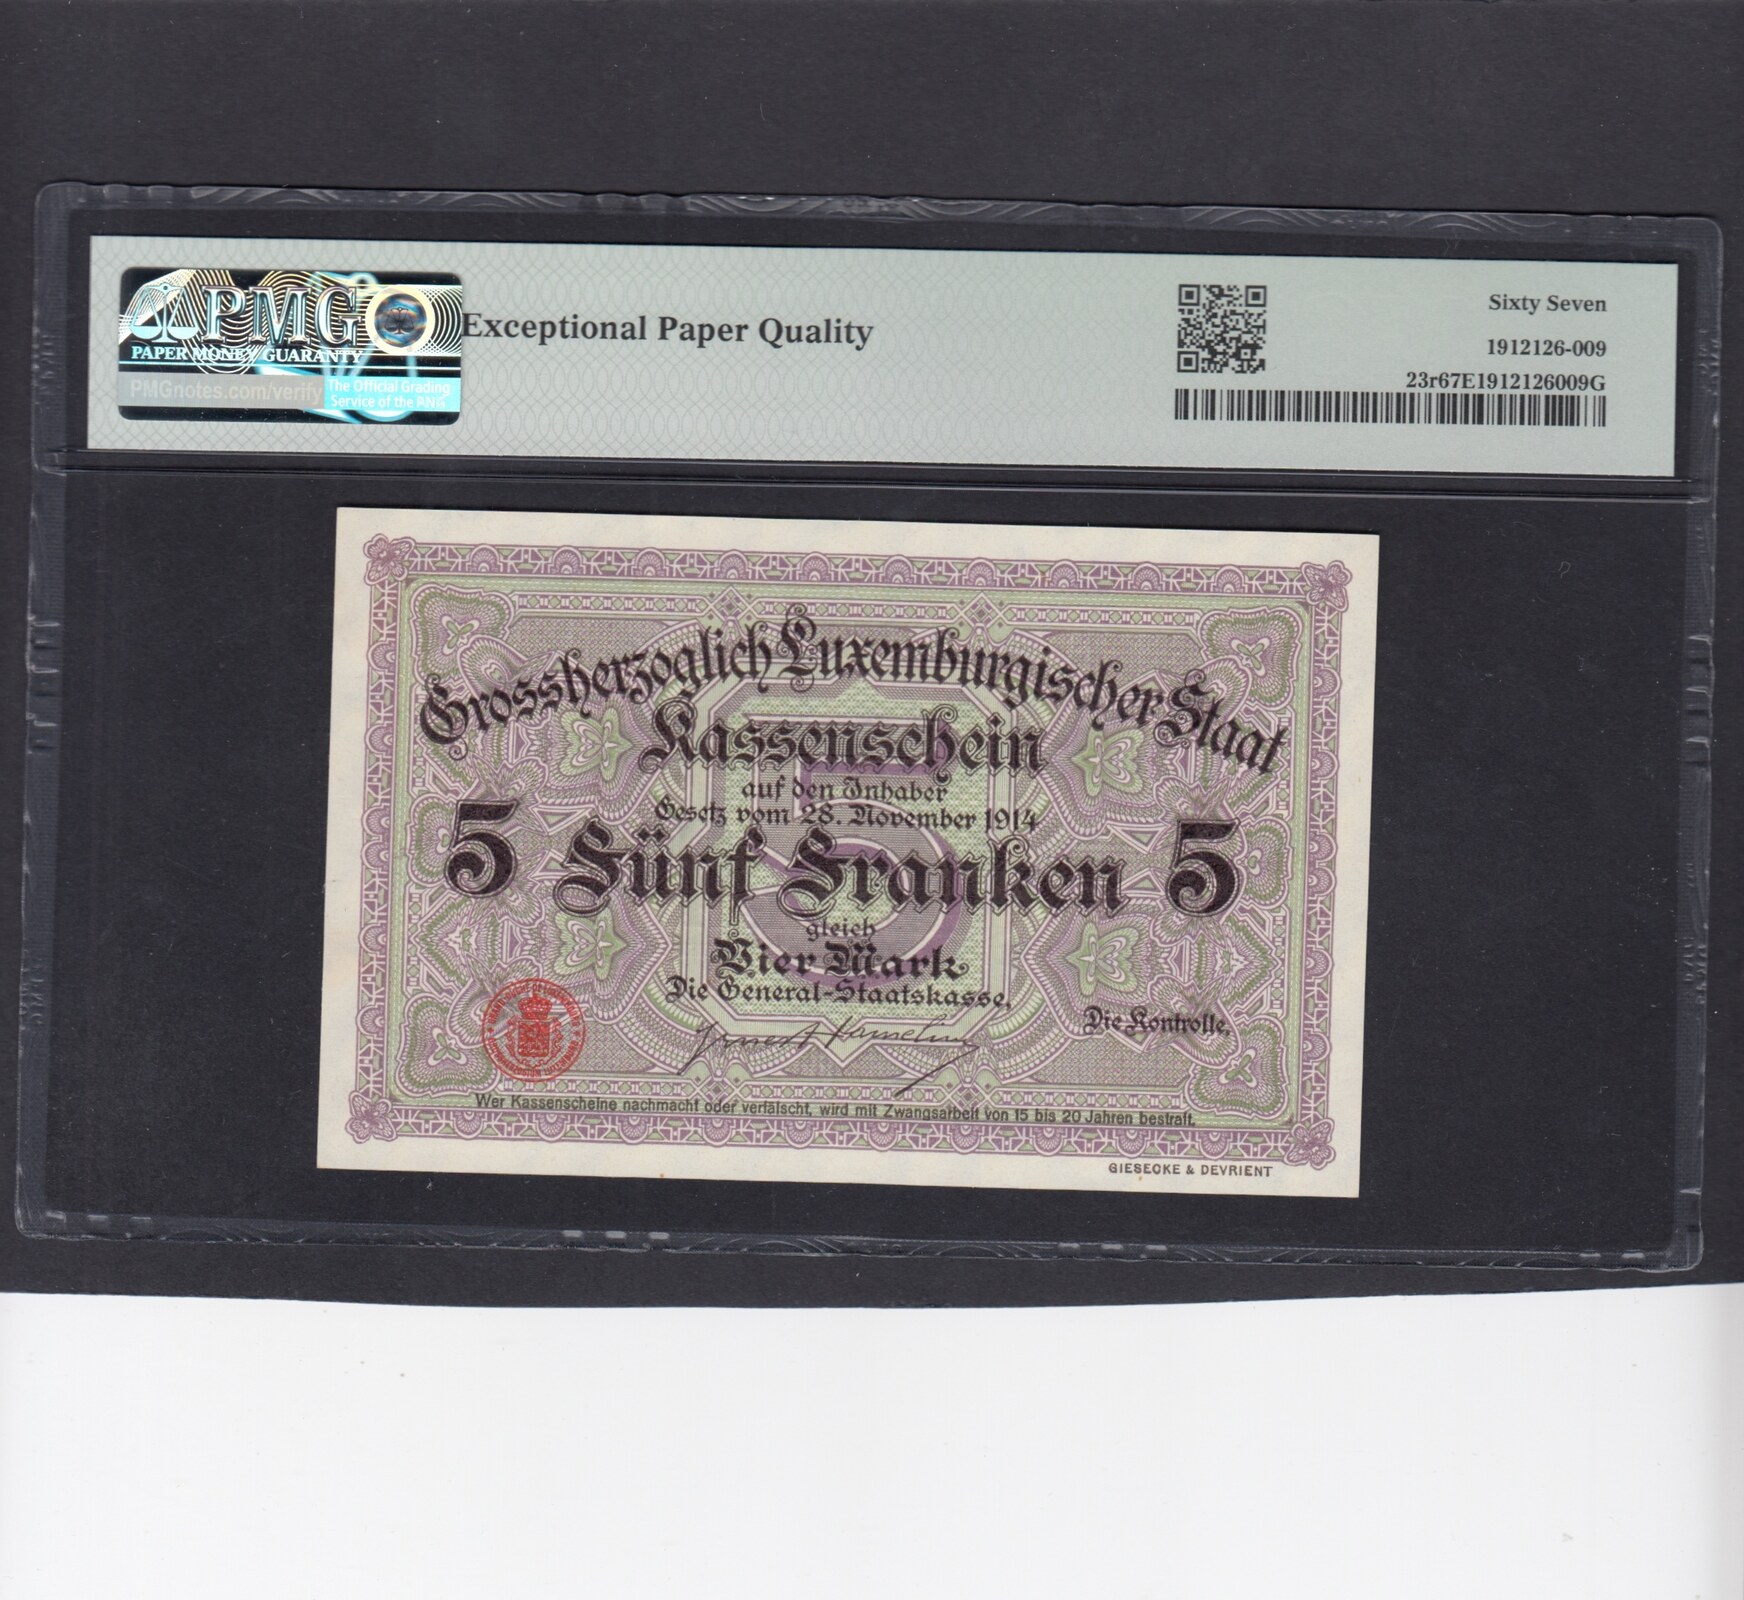 PMG
PAPER MONEY GUARANTY
PMGnotes.com/verify
The Official Grading
Service of the ANA
Exceptional Paper Quality
Sixty Seven
1912126-009
23r67E1912126009G
Grossherzoglich Luxemburgischer Staat
Kassenschein
auf den Inhaber
Gesetz vom 28. November 1914
5 Fünf Franken 5
gleich
Vier Mark
Die General-Staatskasse,
Die Kontrolle,
Wer Kassenscheine nachmacht oder verfälscht, wird mit Zwangsarbeit von 15 bis 20 Jahren bestraft.
GIESECKE & DEVRIENT